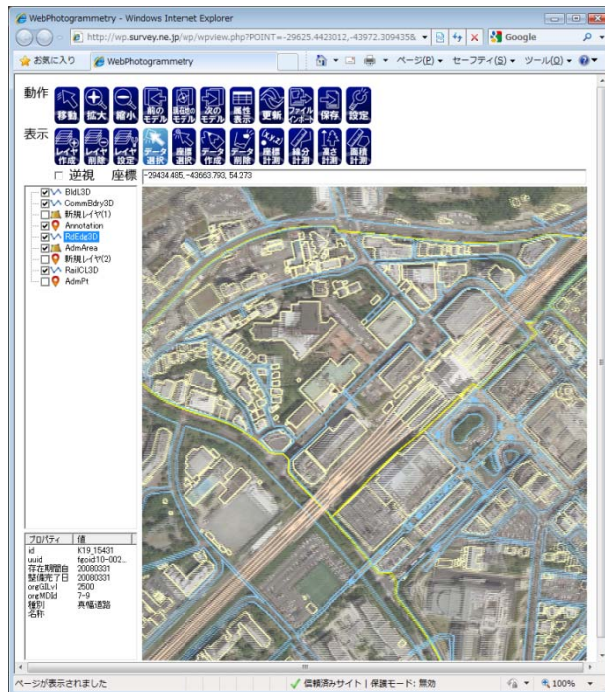 WebPhotogrammetry - Windows Internet Explorer
http://wp.survey.ne.jp/wp/wpview.php?POINT=-29625.4423012,-43972.309435&
Google
お気に入り
WebPhotogrammetry
ページ(P)
セーフティ(S)
ツール(O)
動作
移動
拡大
縮小
前のモデル
現在地のモデル
次のモデル
属性表示
更新
ファイルインポート
保存
設定
表示
レイヤ作成
レイヤ削除
レイヤ設定
データ選択
座標選択
データ作成
データ削除
(x,y,z)
座標計測
線分計測
高さ計測
面積計測
逆視
座標
-29434.485,-43663.793, 54.273
BldL3D
CommBdry3D
新規レイヤ(1)
Annotation
RdEdg3D
AdmArea
新規レイヤ(2)
RailCL3D
AdmPt
プロパティ 値
id K19_15431
uuid fgoid10-002...
存在期間自 20080331
整備完了日 20080331
orgGILvl 2500
orgMDId 7-9
種別 真幅道路
名称
ページが表示されました
信頼済みサイト | 保護モード: 無効
100%